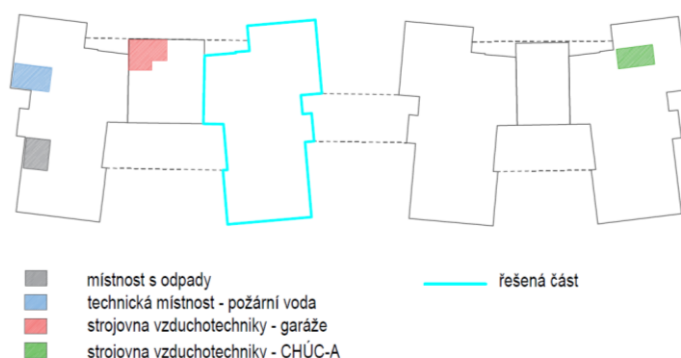 místnost s odpady
řešená část
technická místnost - požární voda
strojovna vzduchotechniky - garáže
strojovna vzduchotechniky - CHÚC-A